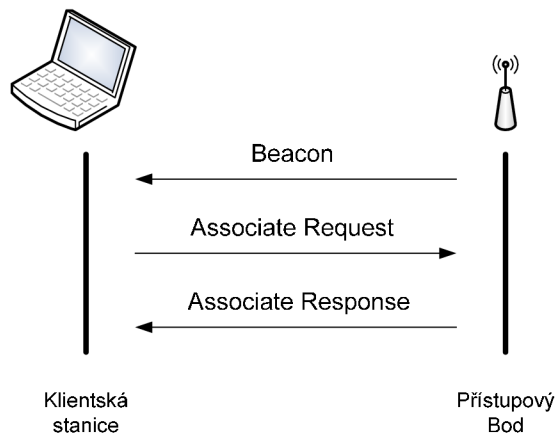 Beacon
Associate Request
Associate Response
Klientská
stanice
Přístupový
Bod